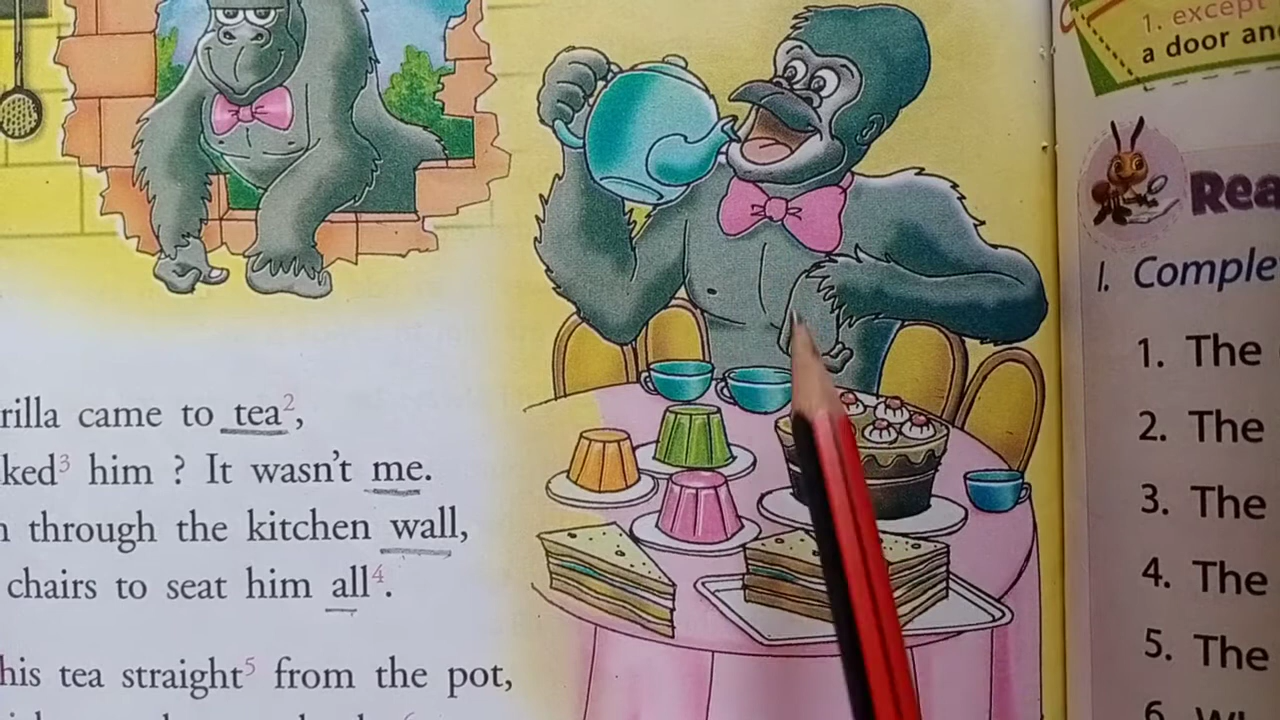 rilla came to tea²,
ked³ him ? It wasn't me.
through the kitchen wall,
chairs to seat him all⁴.
his tea straight⁵ from the pot,
1. except
a door an
Rea
I. Comple
1. The
2. The
3. The
4. The
5. The
6.